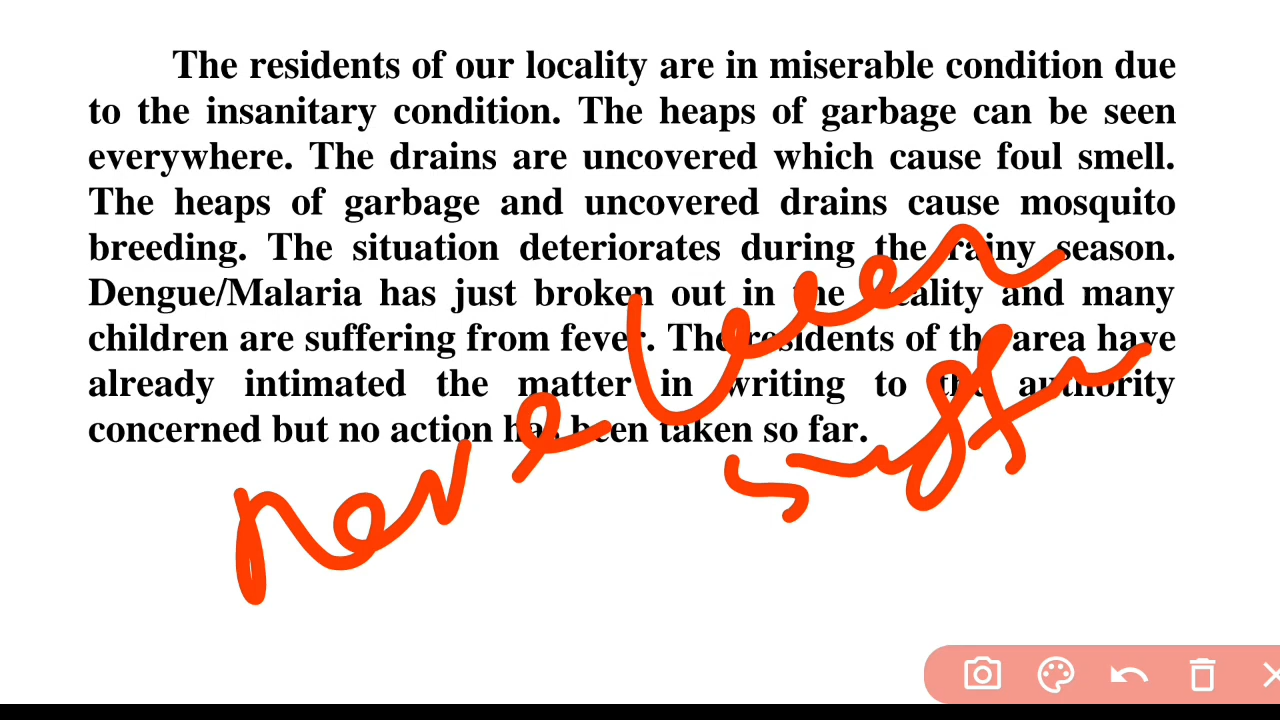 The residents of our locality are in miserable condition due
to the insanitary condition. The heaps of garbage can be seen
everywhere. The drains are uncovered which cause foul smell.
The heaps of garbage and uncovered drains cause mosquito
breeding. The situation deteriorates during the rainy season.
Dengue/Malaria has just broken out in the locality and many
children are suffering from fever. The residents of the area have
already intimated the matter in writing to the authority
concerned but no action has been taken so far.